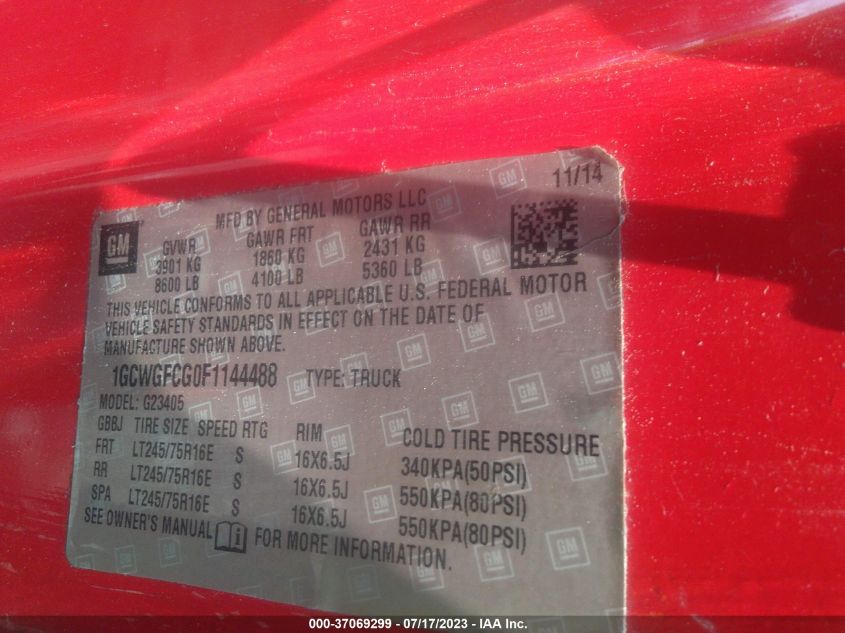 11/14
GM
MFD BY GENERAL MOTORS LLC
GVWR GAWR FRT GAWR RR
3901 KG 1860 KG 2431 KG
8600 LB 4100 LB 5360 LB
THIS VEHICLE CONFORMS TO ALL APPLICABLE U.S. FEDERAL MOTOR
VEHICLE SAFETY STANDARDS IN EFFECT ON THE DATE OF
MANUFACTURE SHOWN ABOVE.
1GCWGFCG0F1144488 TYPE: TRUCK
MODEL: G23405
GBBJ TIRE SIZE SPEED RTG RIM COLD TIRE PRESSURE
FRT LT245/75R16E S 16X6.5J 340KPA(50PSI)
RR LT245/75R16E S 16X6.5J 550KPA(80PSI)
SPA LT245/75R16E S 16X6.5J 550KPA(80PSI)
SEE OWNER'S MANUAL FOR MORE INFORMATION.
000-37069299 - 07/17/2023 - IAA Inc.